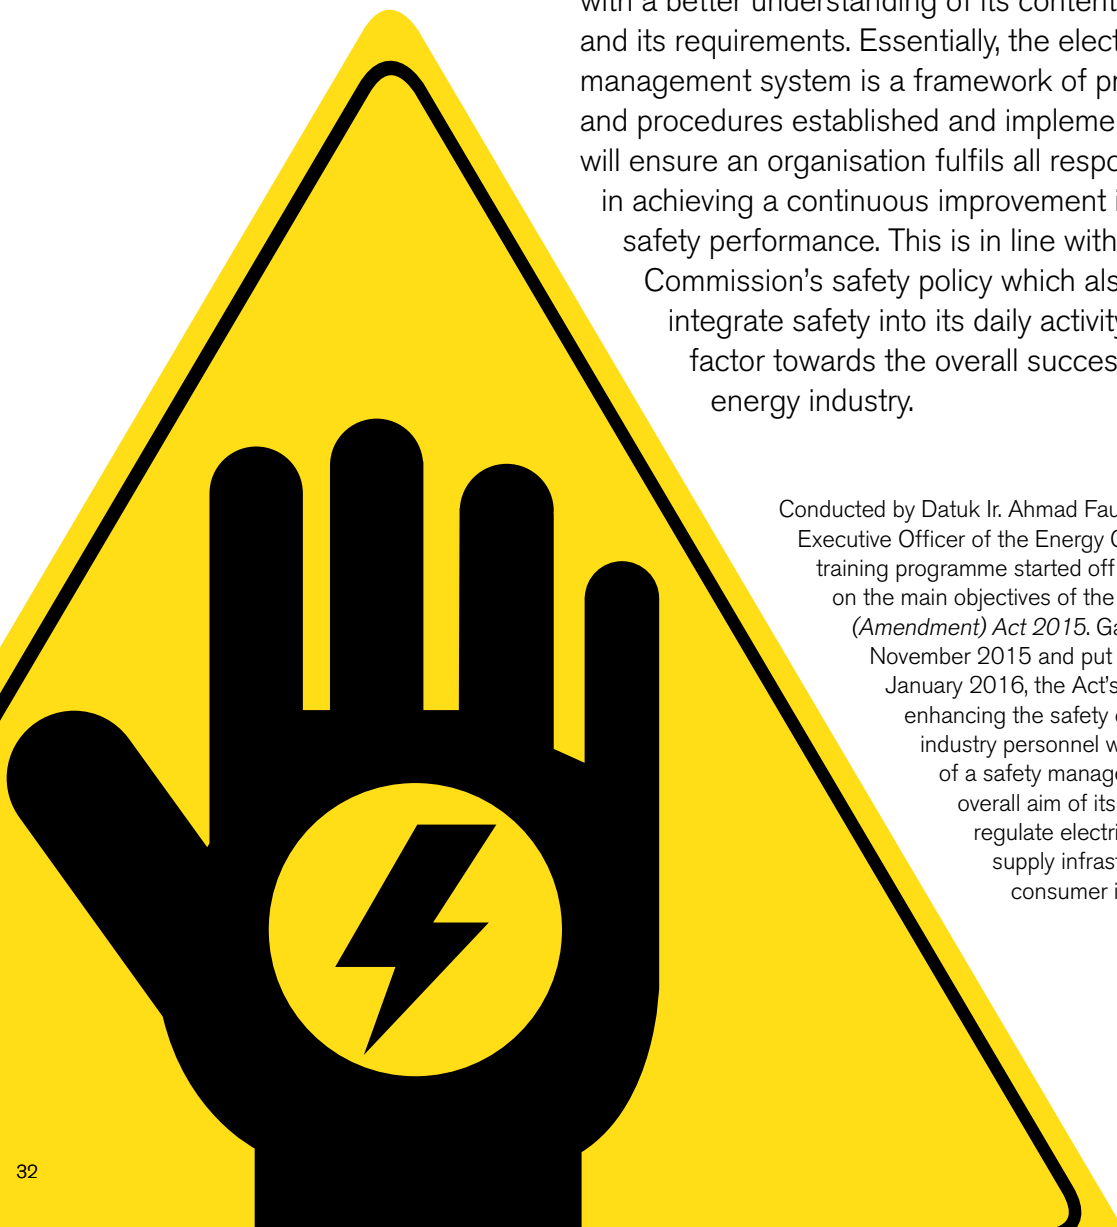 with a better understanding of its content
and its requirements. Essentially, the elect
management system is a framework of pr
and procedures established and impleme
will ensure an organisation fulfils all respo
in achieving a continuous improvement i
safety performance. This is in line with
Commission’s safety policy which als
integrate safety into its daily activity
factor towards the overall succes
energy industry.
Conducted by Datuk Ir. Ahmad Fau
Executive Officer of the Energy C
training programme started off
on the main objectives of the
(Amendment) Act 2015. Ga
November 2015 and put
January 2016, the Act’s
enhancing the safety
industry personnel w
of a safety manage
overall aim of its
regulate electri
supply infrast
consumer i
32